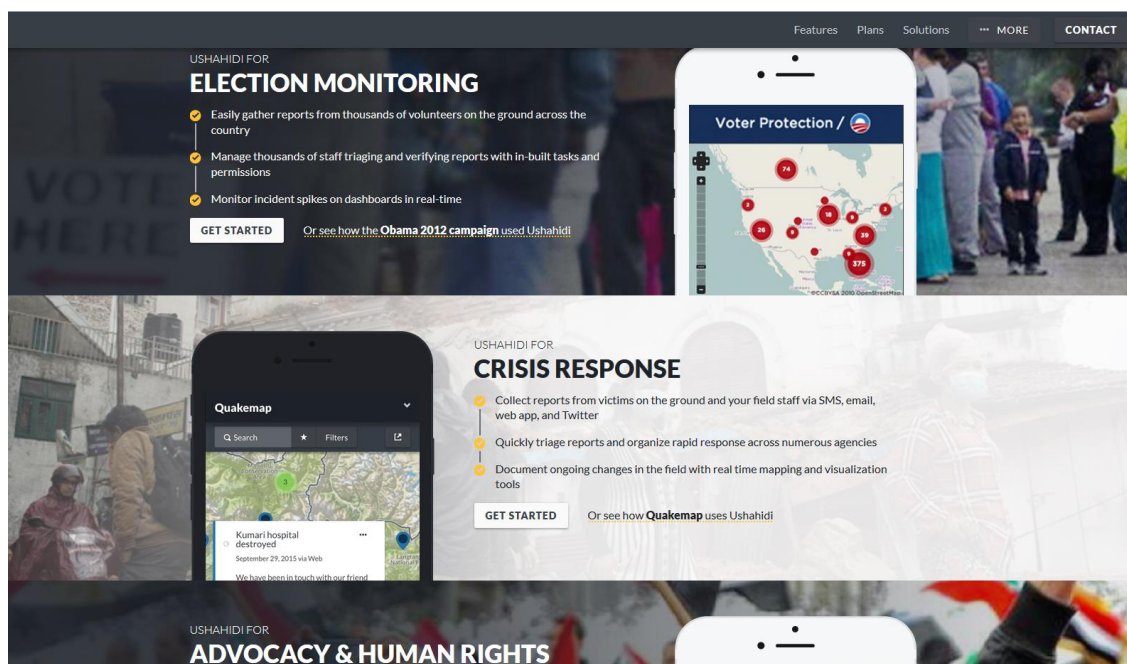 Features Plans Solutions ••• MORE CONTACT
USHAHIDI FOR
ELECTION MONITORING
Easily gather reports from thousands of volunteers on the ground across the
country
Manage thousands of staff triaging and verifying reports with in-built tasks and
permissions
Monitor incident spikes on dashboards in real-time
GET STARTED Or see how the Obama 2012 campaign used Ushahidi
VOTE
Voter Protection /
74
2
18
9
3
26
9
39
9
375
©CCBYSA 2010 OpenStreetMap
USHAHIDI FOR
CRISIS RESPONSE
Collect reports from victims on the ground and your field staff via SMS, email,
web app, and Twitter
Quickly triage reports and organize rapid response across numerous agencies
Document ongoing changes in the field with real time mapping and visualization
tools
GET STARTED Or see how Quakemap uses Ushahidi
Quakemap
Search Filters
3
Kumari hospital •••
destroyed
September 29, 2015 via Web
We have been in touch with our friend
USHAHIDI FOR
ADVOCACY & HUMAN RIGHTS